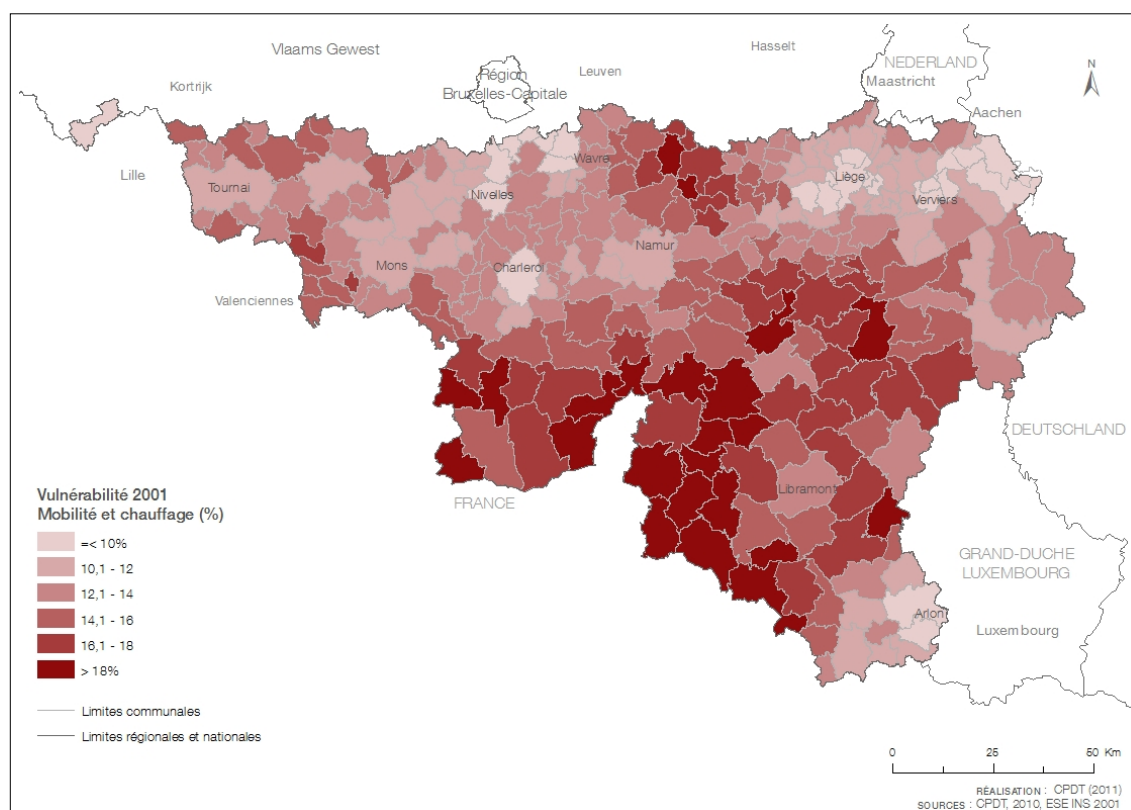 Vlaams Gewest
Hasselt
NEDERLAND
Maastricht
N
Région
Bruxelles-Capitale
Leuven
Kortrijk
Aachen
Lille
Wavre
Tournai
Nivelles
Liège
Verviers
Namur
Mons
Charleroi
Valenciennes
DEUTSCHLAND
FRANCE
Libramont
GRAND-DUCHE
LUXEMBOURG
Arlon
Luxembourg
Vulnérabilité 2001
Mobilité et chauffage (%)
=< 10%
10,1 - 12
12,1 - 14
14,1 - 16
16,1 - 18
> 18%
Limites communales
Limites régionales et nationales
0 25 50 Km
RÉALISATION : CPDT (2011)
SOURCES : CPDT, 2010, ESE INS 2001